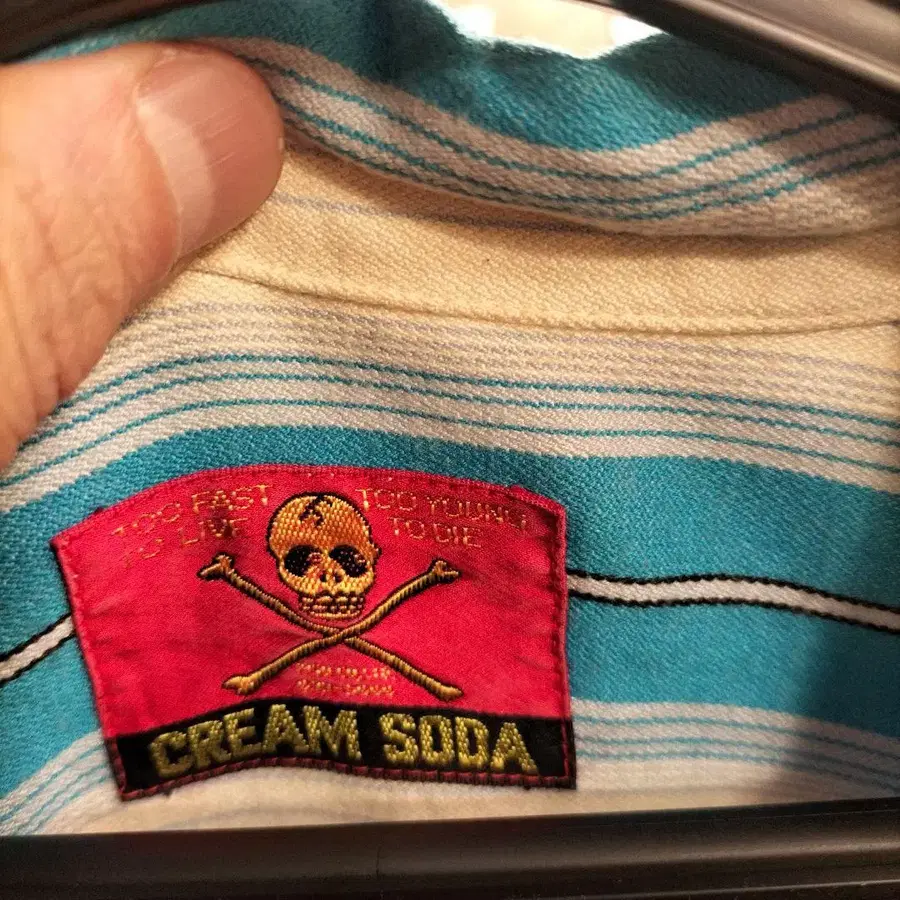 TOO FAST TOO YOUNG
TO LIVE TO DIE
CREAM SODA